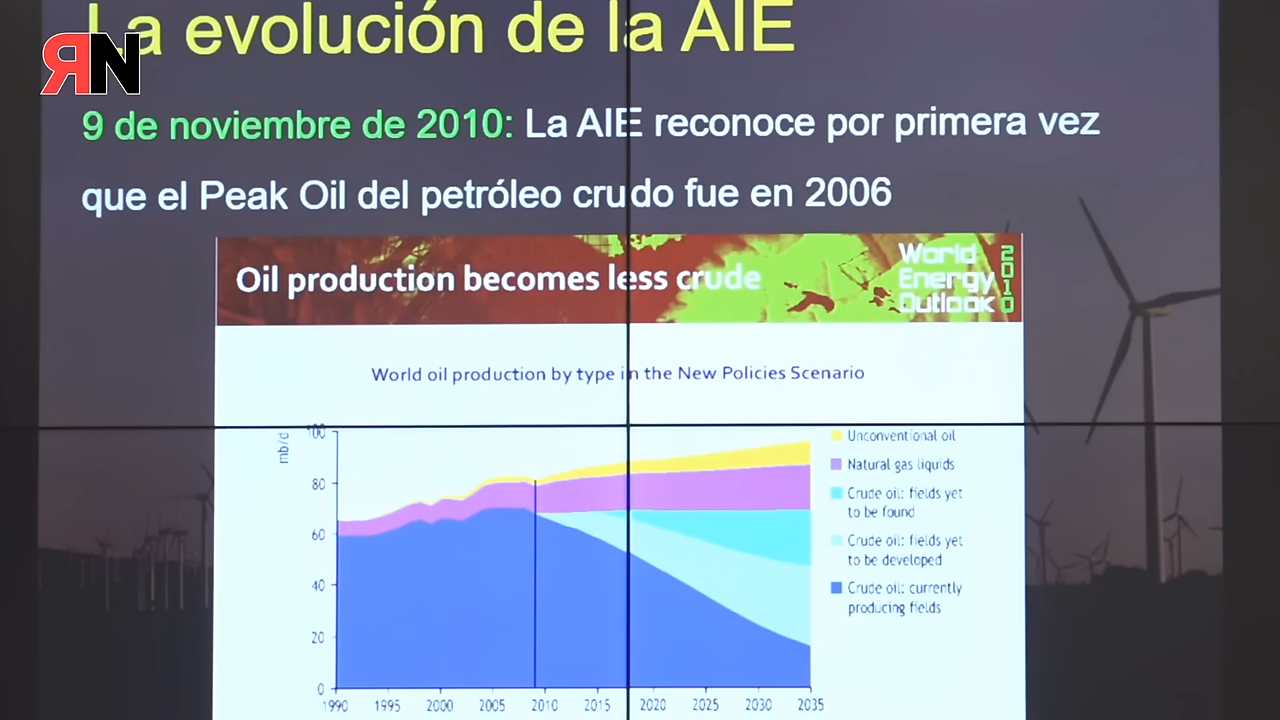 La evolución de la AIE
ЯN
9 de noviembre de 2010: La AIE reconoce por primera vez
que el Peak Oil del petróleo crudo fue en 2006
Oil production becomes less crude
World
Energy
Outlook
2010
World oil production by type in the New Policies Scenario
mb/d
100
80
60
40
20
0
1990 1995 2000 2005 2010 2015 2020 2025 2030 2035
Unconventional oil
Natural gas liquids
Crude oil: fields yet
to be found
Crude oil: fields yet
to be developed
Crude oil: currently
producing fields